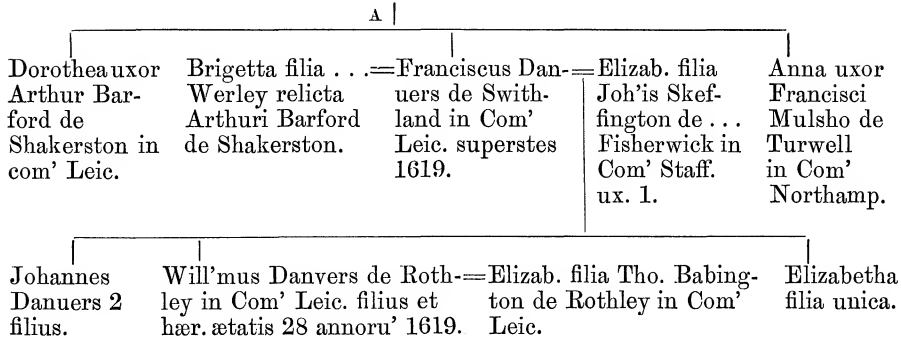 A
Dorothea uxor
Arthur Bar-
ford de
Shakerston in
com' Leic.
Brigetta filia . . .=
Werley relicta
Arthuri Barford
de Shakerston.
Franciscus Dan-=
uers de Swith-
land in Com'
Leic. superstes
1619.
Elizab. filia
Joh'is Skef-
fington de . . .
Fisherwick in
Com' Staff.
ux. 1.
Anna uxor
Francisci
Mulsho de
Turwell
in Com'
Northamp.
Johannes
Danuers 2
filius.
Will'mus Danvers de Roth-=
ley in Com' Leic. filius et
hær. ætatis 28 annoru' 1619.
Elizab. filia Tho. Babing-
ton de Rothley in Com'
Leic.
Elizabetha
filia unica.